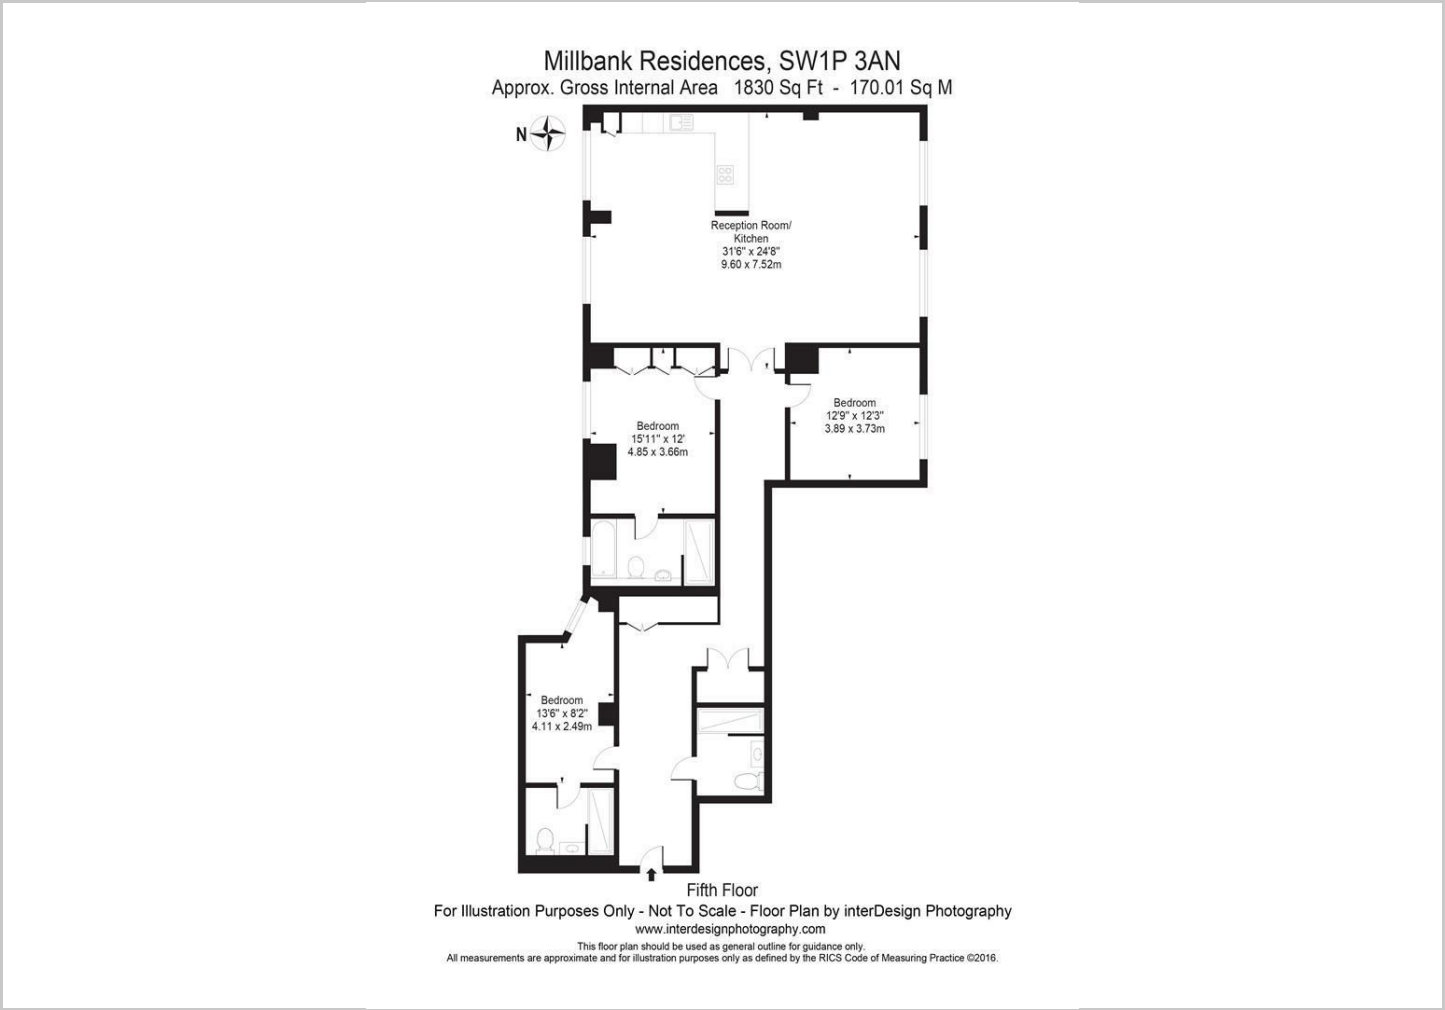 Millbank Residences, SW1P 3AN
Approx. Gross Internal Area 1830 Sq Ft - 170.01 Sq M
N
Reception Room/
Kitchen
31'6" x 24'8"
9.60 x 7.52m
Bedroom
12'9" x 12'3"
3.89 x 3.73m
Bedroom
15'11" x 12'
4.85 x 3.66m
Bedroom
13'6" x 8'2"
4.11 x 2.49m
Fifth Floor
For Illustration Purposes Only - Not To Scale - Floor Plan by interDesign Photography
www.interdesignphotography.com
This floor plan should be used as general outline for guidance only.
All measurements are approximate and for illustration purposes only as defined by the RICS Code of Measuring Practice ©2016.